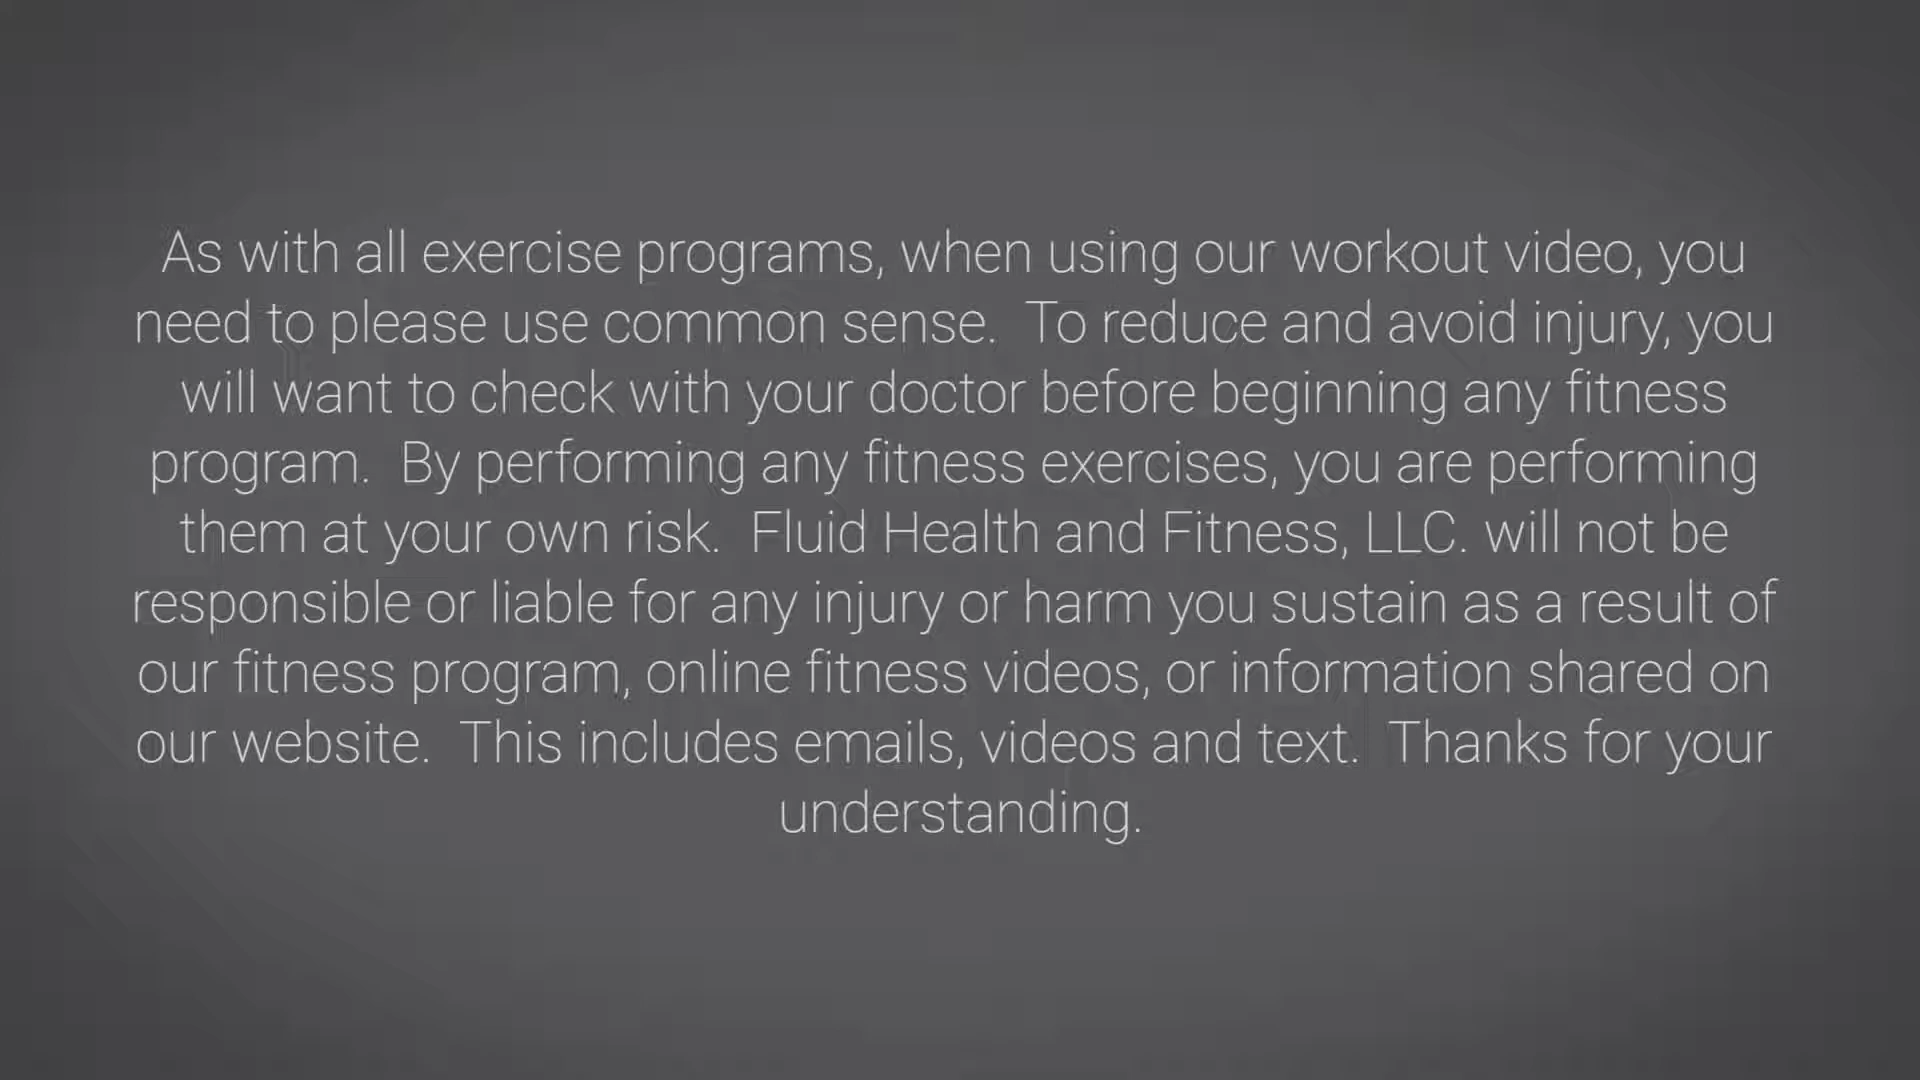 As with all exercise programs, when using our workout video, you
need to please use common sense.  To reduce and avoid injury, you
will want to check with your doctor before beginning any fitness
program.  By performing any fitness exercises, you are performing
them at your own risk.  Fluid Health and Fitness, LLC. will not be
responsible or liable for any injury or harm you sustain as a result of
our fitness program, online fitness videos, or information shared on
our website.  This includes emails, videos and text.  Thanks for your
understanding.